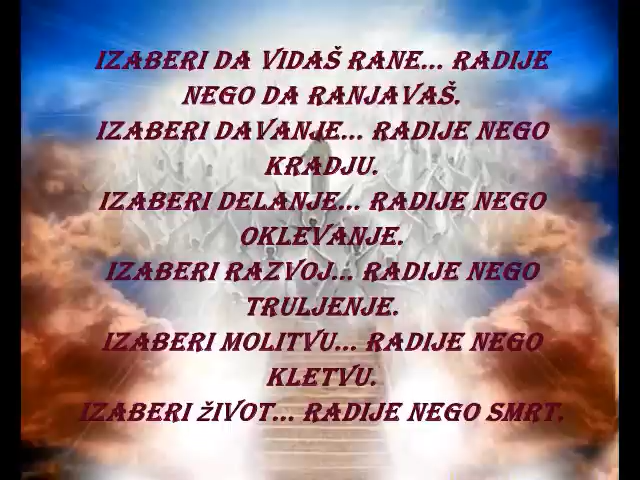 IZABERI DA VIDAŠ RANE... RADIJE
NEGO DA RANJAVAŠ.
IZABERI DAVANJE... RADIJE NEGO
KRADJU.
IZABERI DELANJE... RADIJE NEGO
OKLEVANJE.
IZABERI RAZVOJ... RADIJE NEGO
TRULJENJE.
IZABERI MOLITVU... RADIJE NEGO
KLETVU.
IZABERI ŽIVOT... RADIJE NEGO SMRT.